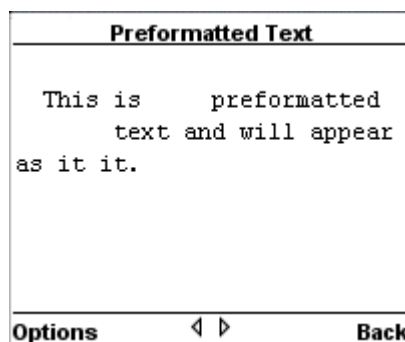 Preformatted Text
This is     preformatted
text and will appear
as it it.
Options
Back